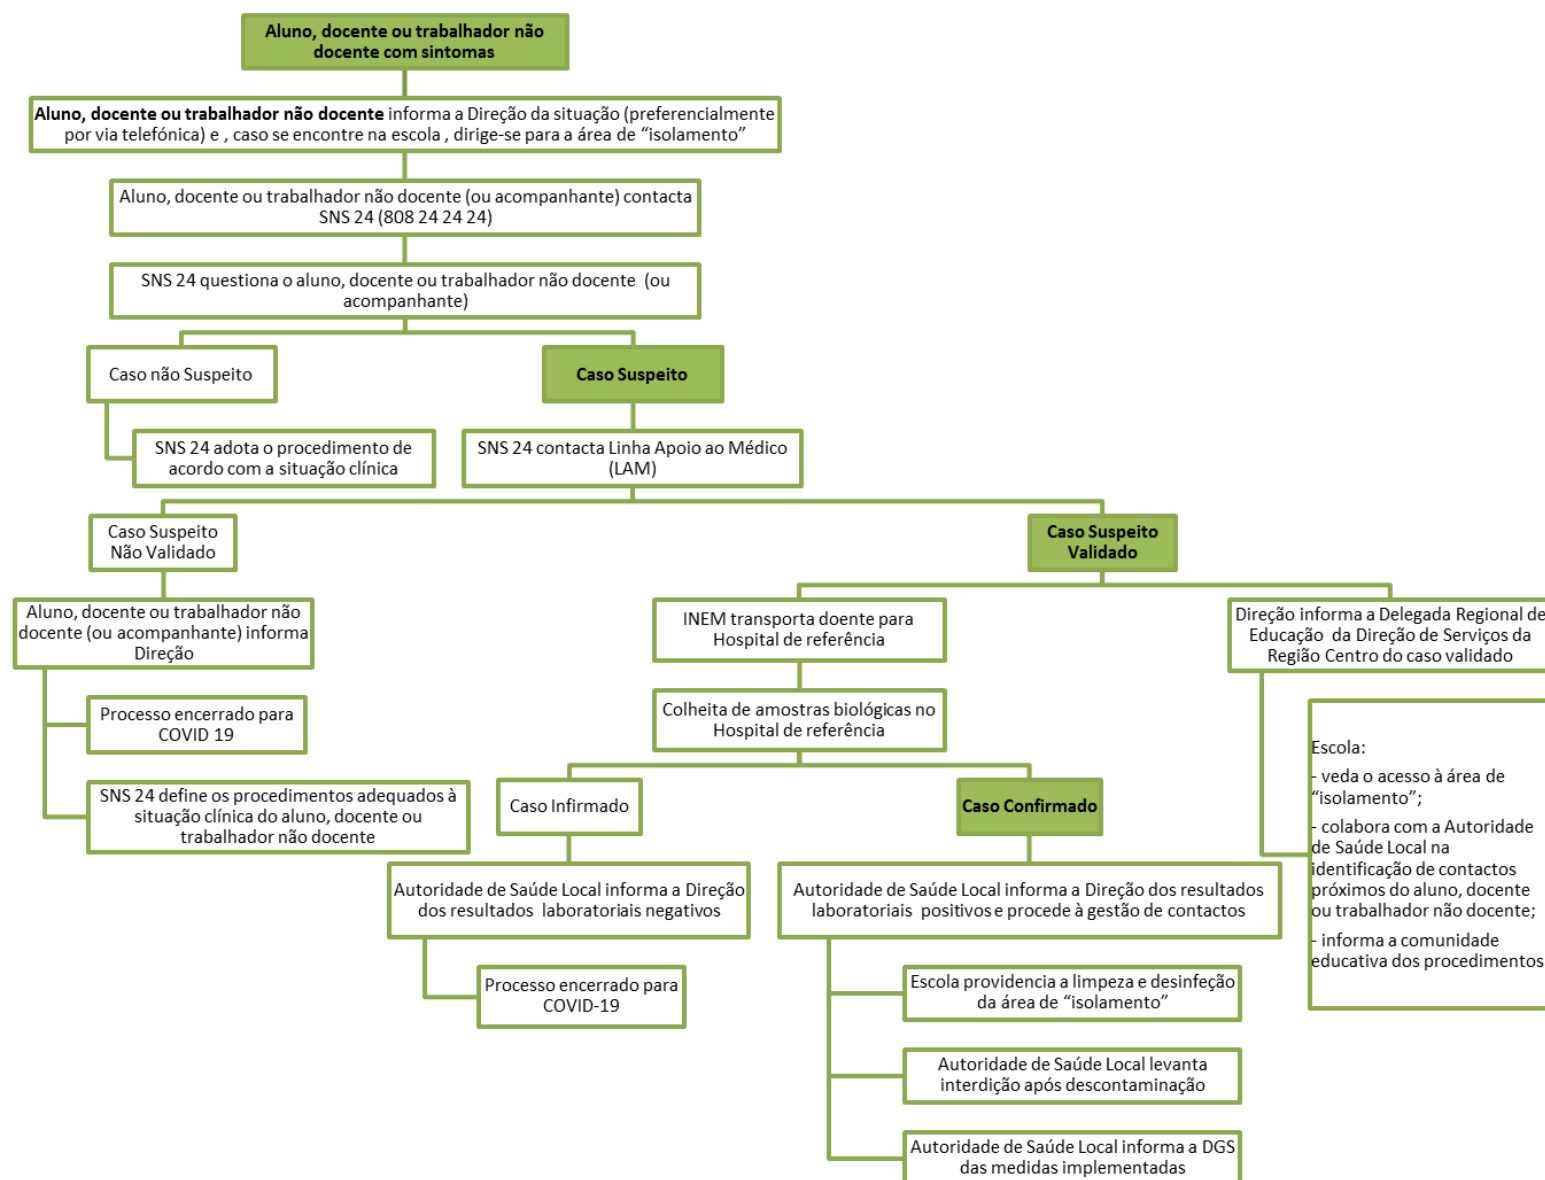 Aluno, docente ou trabalhador não
docente com sintomas
Aluno, docente ou trabalhador não docente informa a Direção da situação (preferencialmente
por via telefónica) e , caso se encontre na escola , dirige-se para a área de “isolamento”
Aluno, docente ou trabalhador não docente (ou acompanhante) contacta
SNS 24 (808 24 24 24)
SNS 24 questiona o aluno, docente ou trabalhador não docente (ou
acompanhante)
Caso não Suspeito
Caso Suspeito
SNS 24 adota o procedimento de
acordo com a situação clínica
SNS 24 contacta Linha Apoio ao Médico
(LAM)
Caso Suspeito
Não Validado
Caso Suspeito
Validado
Aluno, docente ou trabalhador não
docente (ou acompanhante) informa
Direção
INEM transporta doente para
Hospital de referência
Direção informa a Delegada Regional de
Educação da Direção de Serviços da
Região Centro do caso validado
Processo encerrado para
COVID 19
SNS 24 define os procedimentos adequados à
situação clínica do aluno, docente ou
trabalhador não docente
Colheita de amostras biológicas no
Hospital de referência
Escola:
- veda o acesso à área de
“isolamento”;
- colabora com a Autoridade
de Saúde Local na
identificação de contactos
próximos do aluno, docente
ou trabalhador não docente;
- informa a comunidade
educativa dos procedimentos
Caso Infirmado
Caso Confirmado
Autoridade de Saúde Local informa a Direção
dos resultados laboratoriais negativos
Autoridade de Saúde Local informa a Direção dos resultados
laboratoriais positivos e procede à gestão de contactos
Processo encerrado para
COVID-19
Escola providencia a limpeza e desinfeção
da área de “isolamento”
Autoridade de Saúde Local levanta
interdição após descontaminação
Autoridade de Saúde Local informa a DGS
das medidas implementadas